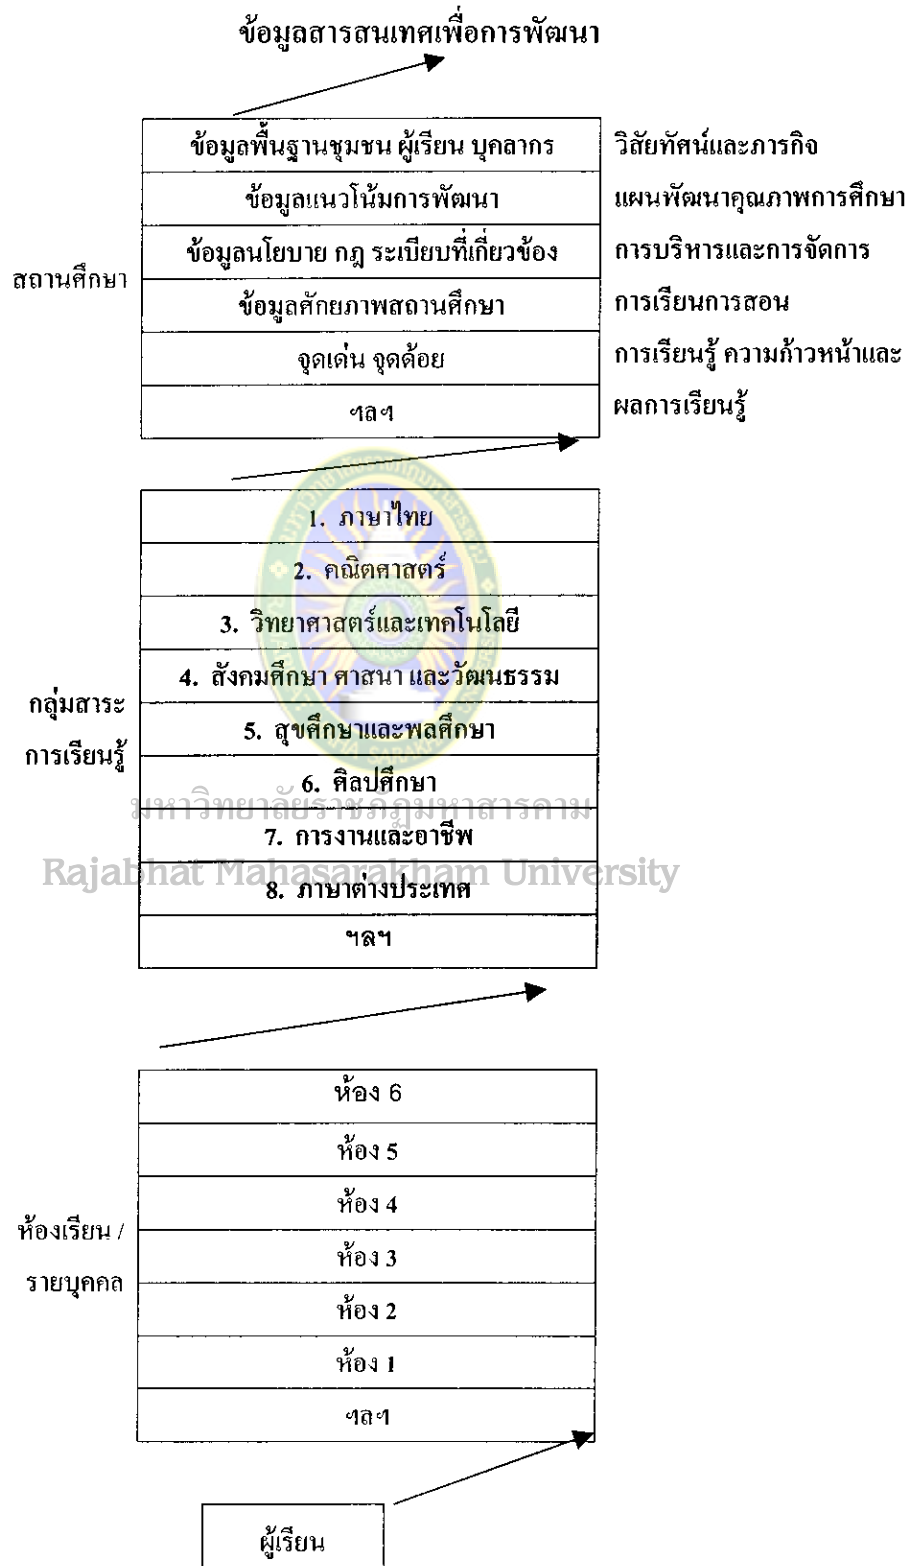 ข้อมูลสารสนเทศเพื่อการพัฒนา
สถานศึกษา
ข้อมูลพื้นฐานชุมชน ผู้เรียน บุคลากร
ข้อมูลแนวโน้มการพัฒนา
ข้อมูลนโยบาย กฎ ระเบียบที่เกี่ยวข้อง
ข้อมูลศักยภาพสถานศึกษา
จุดเด่น จุดด้อย
ฯลฯ
วิสัยทัศน์และภารกิจ
แผนพัฒนาคุณภาพการศึกษา
การบริหารและการจัดการ
การเรียนการสอน
การเรียนรู้ ความก้าวหน้าและ
ผลการเรียนรู้
กลุ่มสาระ
การเรียนรู้
1. ภาษาไทย
2. คณิตศาสตร์
3. วิทยาศาสตร์และเทคโนโลยี
4. สังคมศึกษา ศาสนา และวัฒนธรรม
5. สุขศึกษาและพลศึกษา
6. ศิลปศึกษา
7. การงานและอาชีพ
8. ภาษาต่างประเทศ
ฯลฯ
มหาวิทยาลัยราชภัฏมหาสารคาม
Rajabhat Mahasarakham University
ห้องเรียน /
รายบุคคล
ห้อง 6
ห้อง 5
ห้อง 4
ห้อง 3
ห้อง 2
ห้อง 1
ฯลฯ
ผู้เรียน